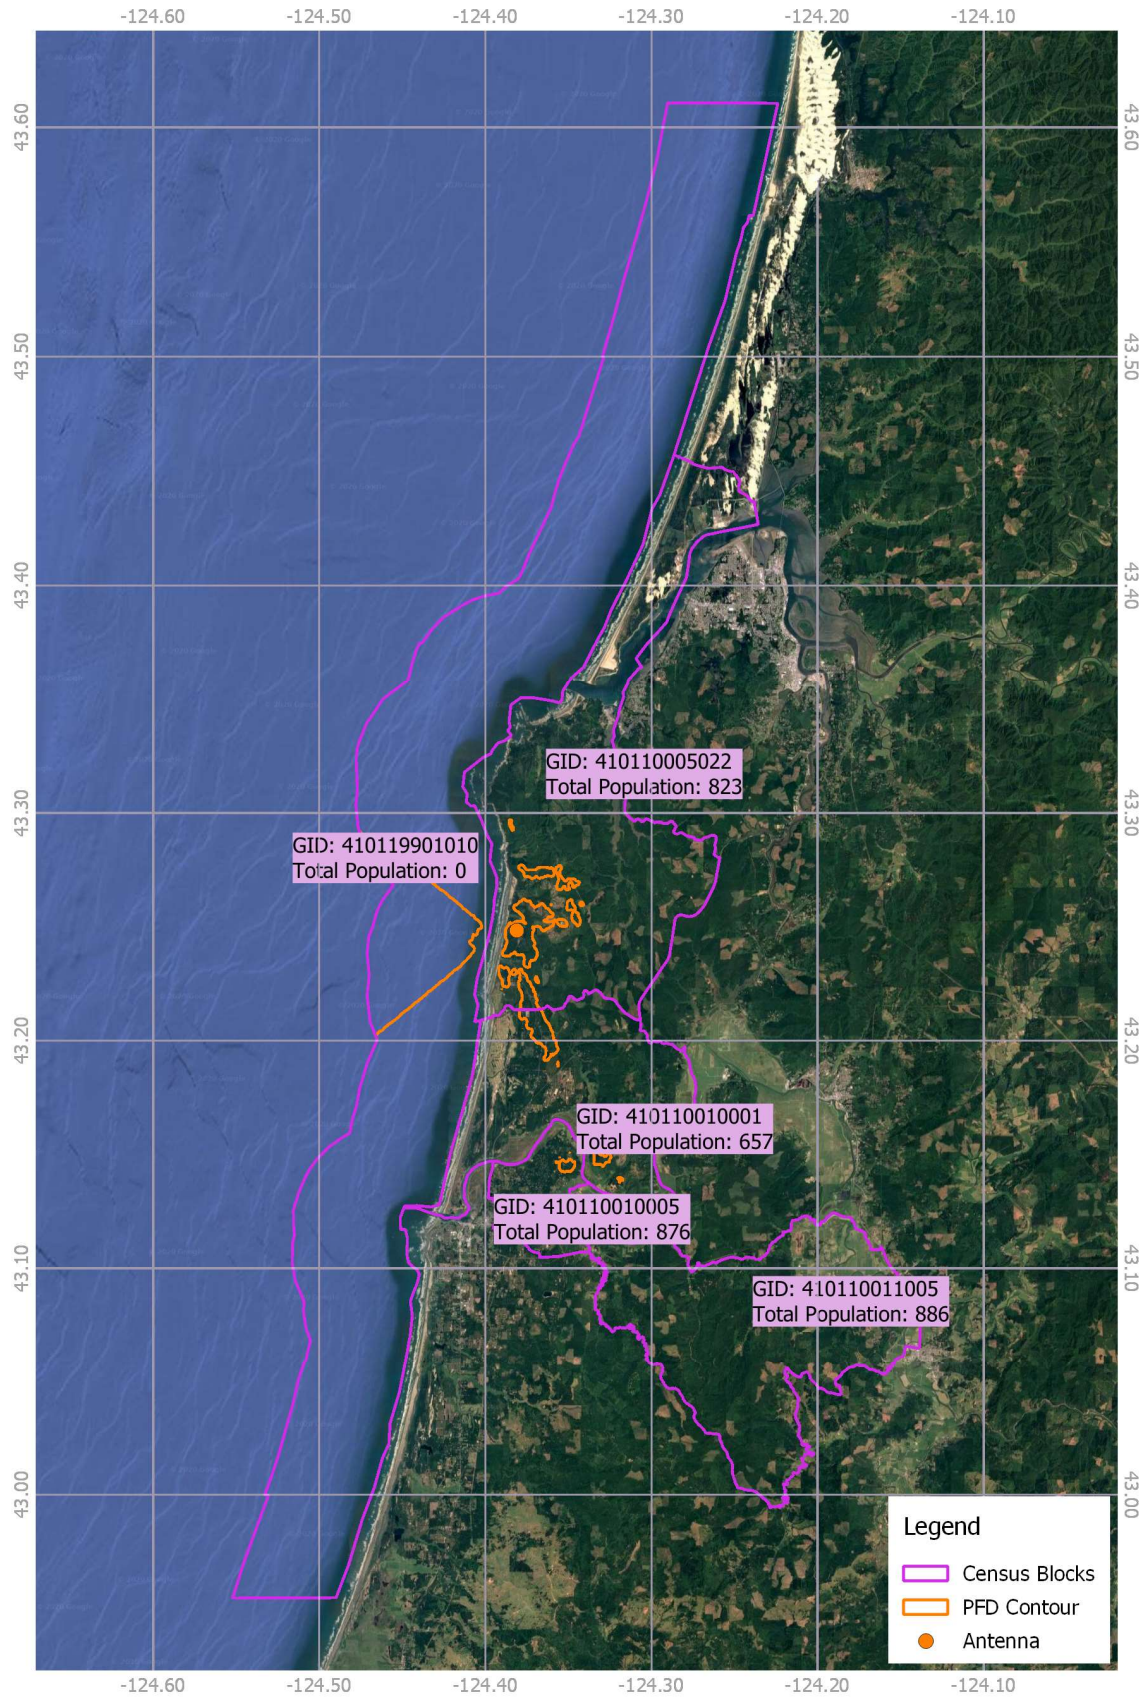 -124.60 -124.50 -124.40 -124.30 -124.20 -124.10
43.60 43.60
43.50 43.50
43.40 43.40
GID: 410110005022
Total Population: 823
43.30 43.30
GID: 410119901010
Total Population: 0
43.20 43.20
GID: 410110010001
Total Population: 657
GID: 410110010005
Total Population: 876
43.10 43.10
GID: 410110011005
Total Population: 886
43.00 43.00
Legend
Census Blocks
PFD Contour
Antenna
-124.60 -124.50 -124.40 -124.30 -124.20 -124.10